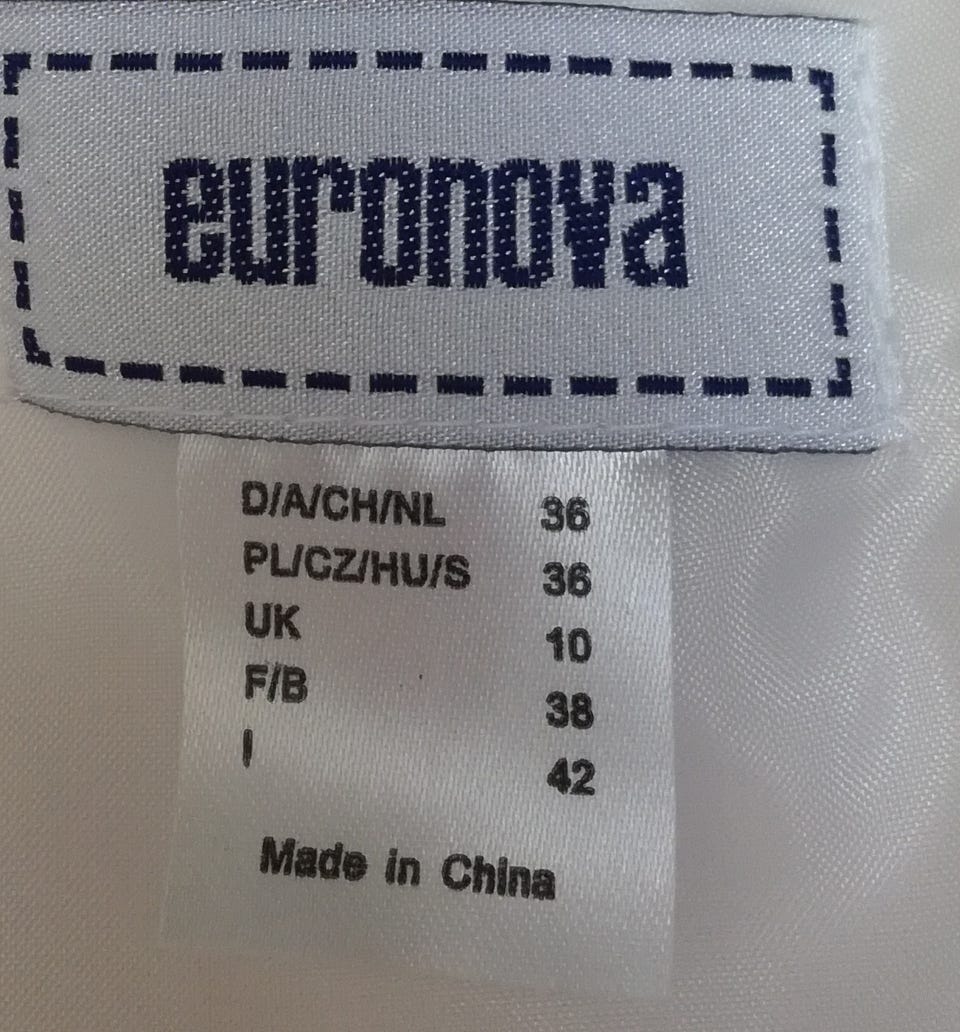 euronova
D/A/CH/NL 36
PL/CZ/HU/S 36
UK 10
F/B 38
I 42
Made in China